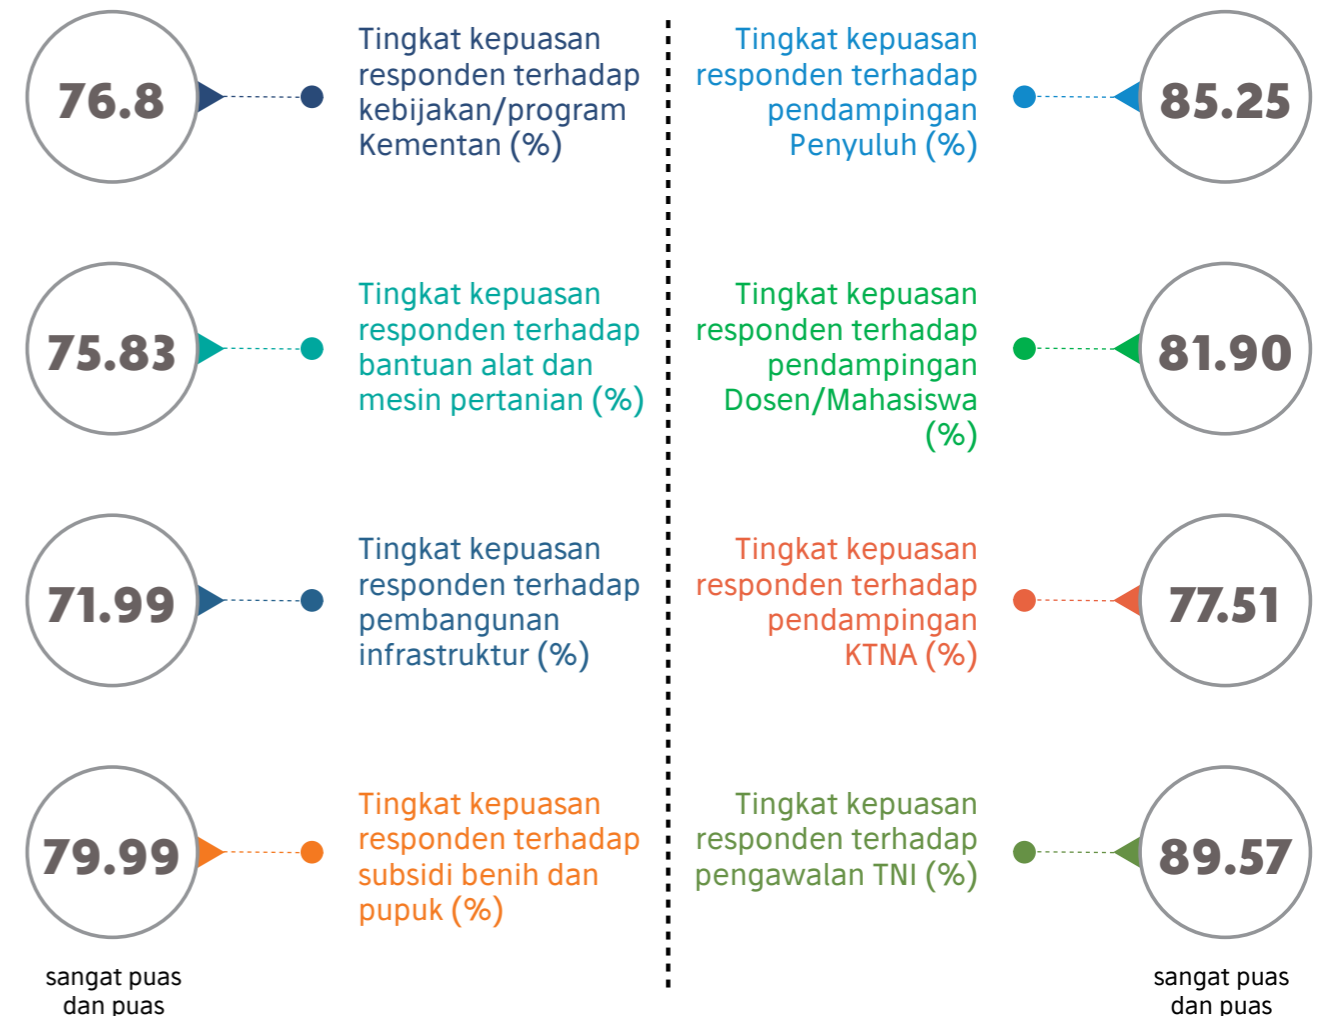 76.8
Tingkat kepuasan
responden terhadap
kebijakan/program
Kementan (%)
75.83
Tingkat kepuasan
responden terhadap
bantuan alat dan
mesin pertanian (%)
71.99
Tingkat kepuasan
responden terhadap
pembangunan
infrastruktur (%)
79.99
Tingkat kepuasan
responden terhadap
subsidi benih dan
pupuk (%)
sangat puas
dan puas
Tingkat kepuasan
responden terhadap
pendampingan
Penyuluh (%)
85.25
Tingkat kepuasan
responden terhadap
pendampingan
Dosen/Mahasiswa
(%)
81.90
Tingkat kepuasan
responden terhadap
pendampingan
KTNA (%)
77.51
Tingkat kepuasan
responden terhadap
pengawalan TNI (%)
89.57
sangat puas
dan puas